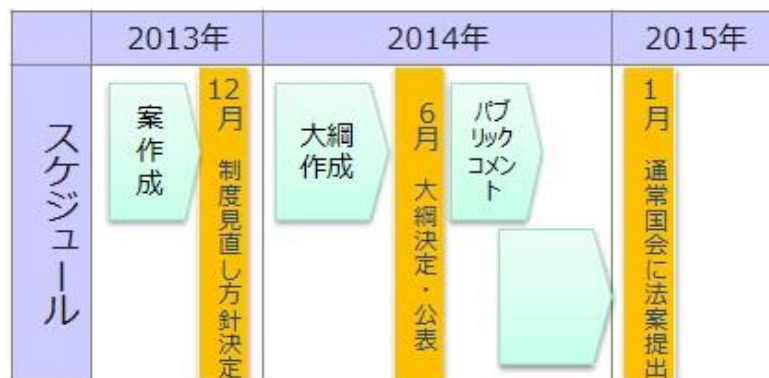 2013年
2014年
2015年
スケジュール
案作成
12月 制度見直し方針決定
大綱
作成
6月 大綱決定・公表
パブ
リック
コメン
ト
1月 通常国会に法案提出